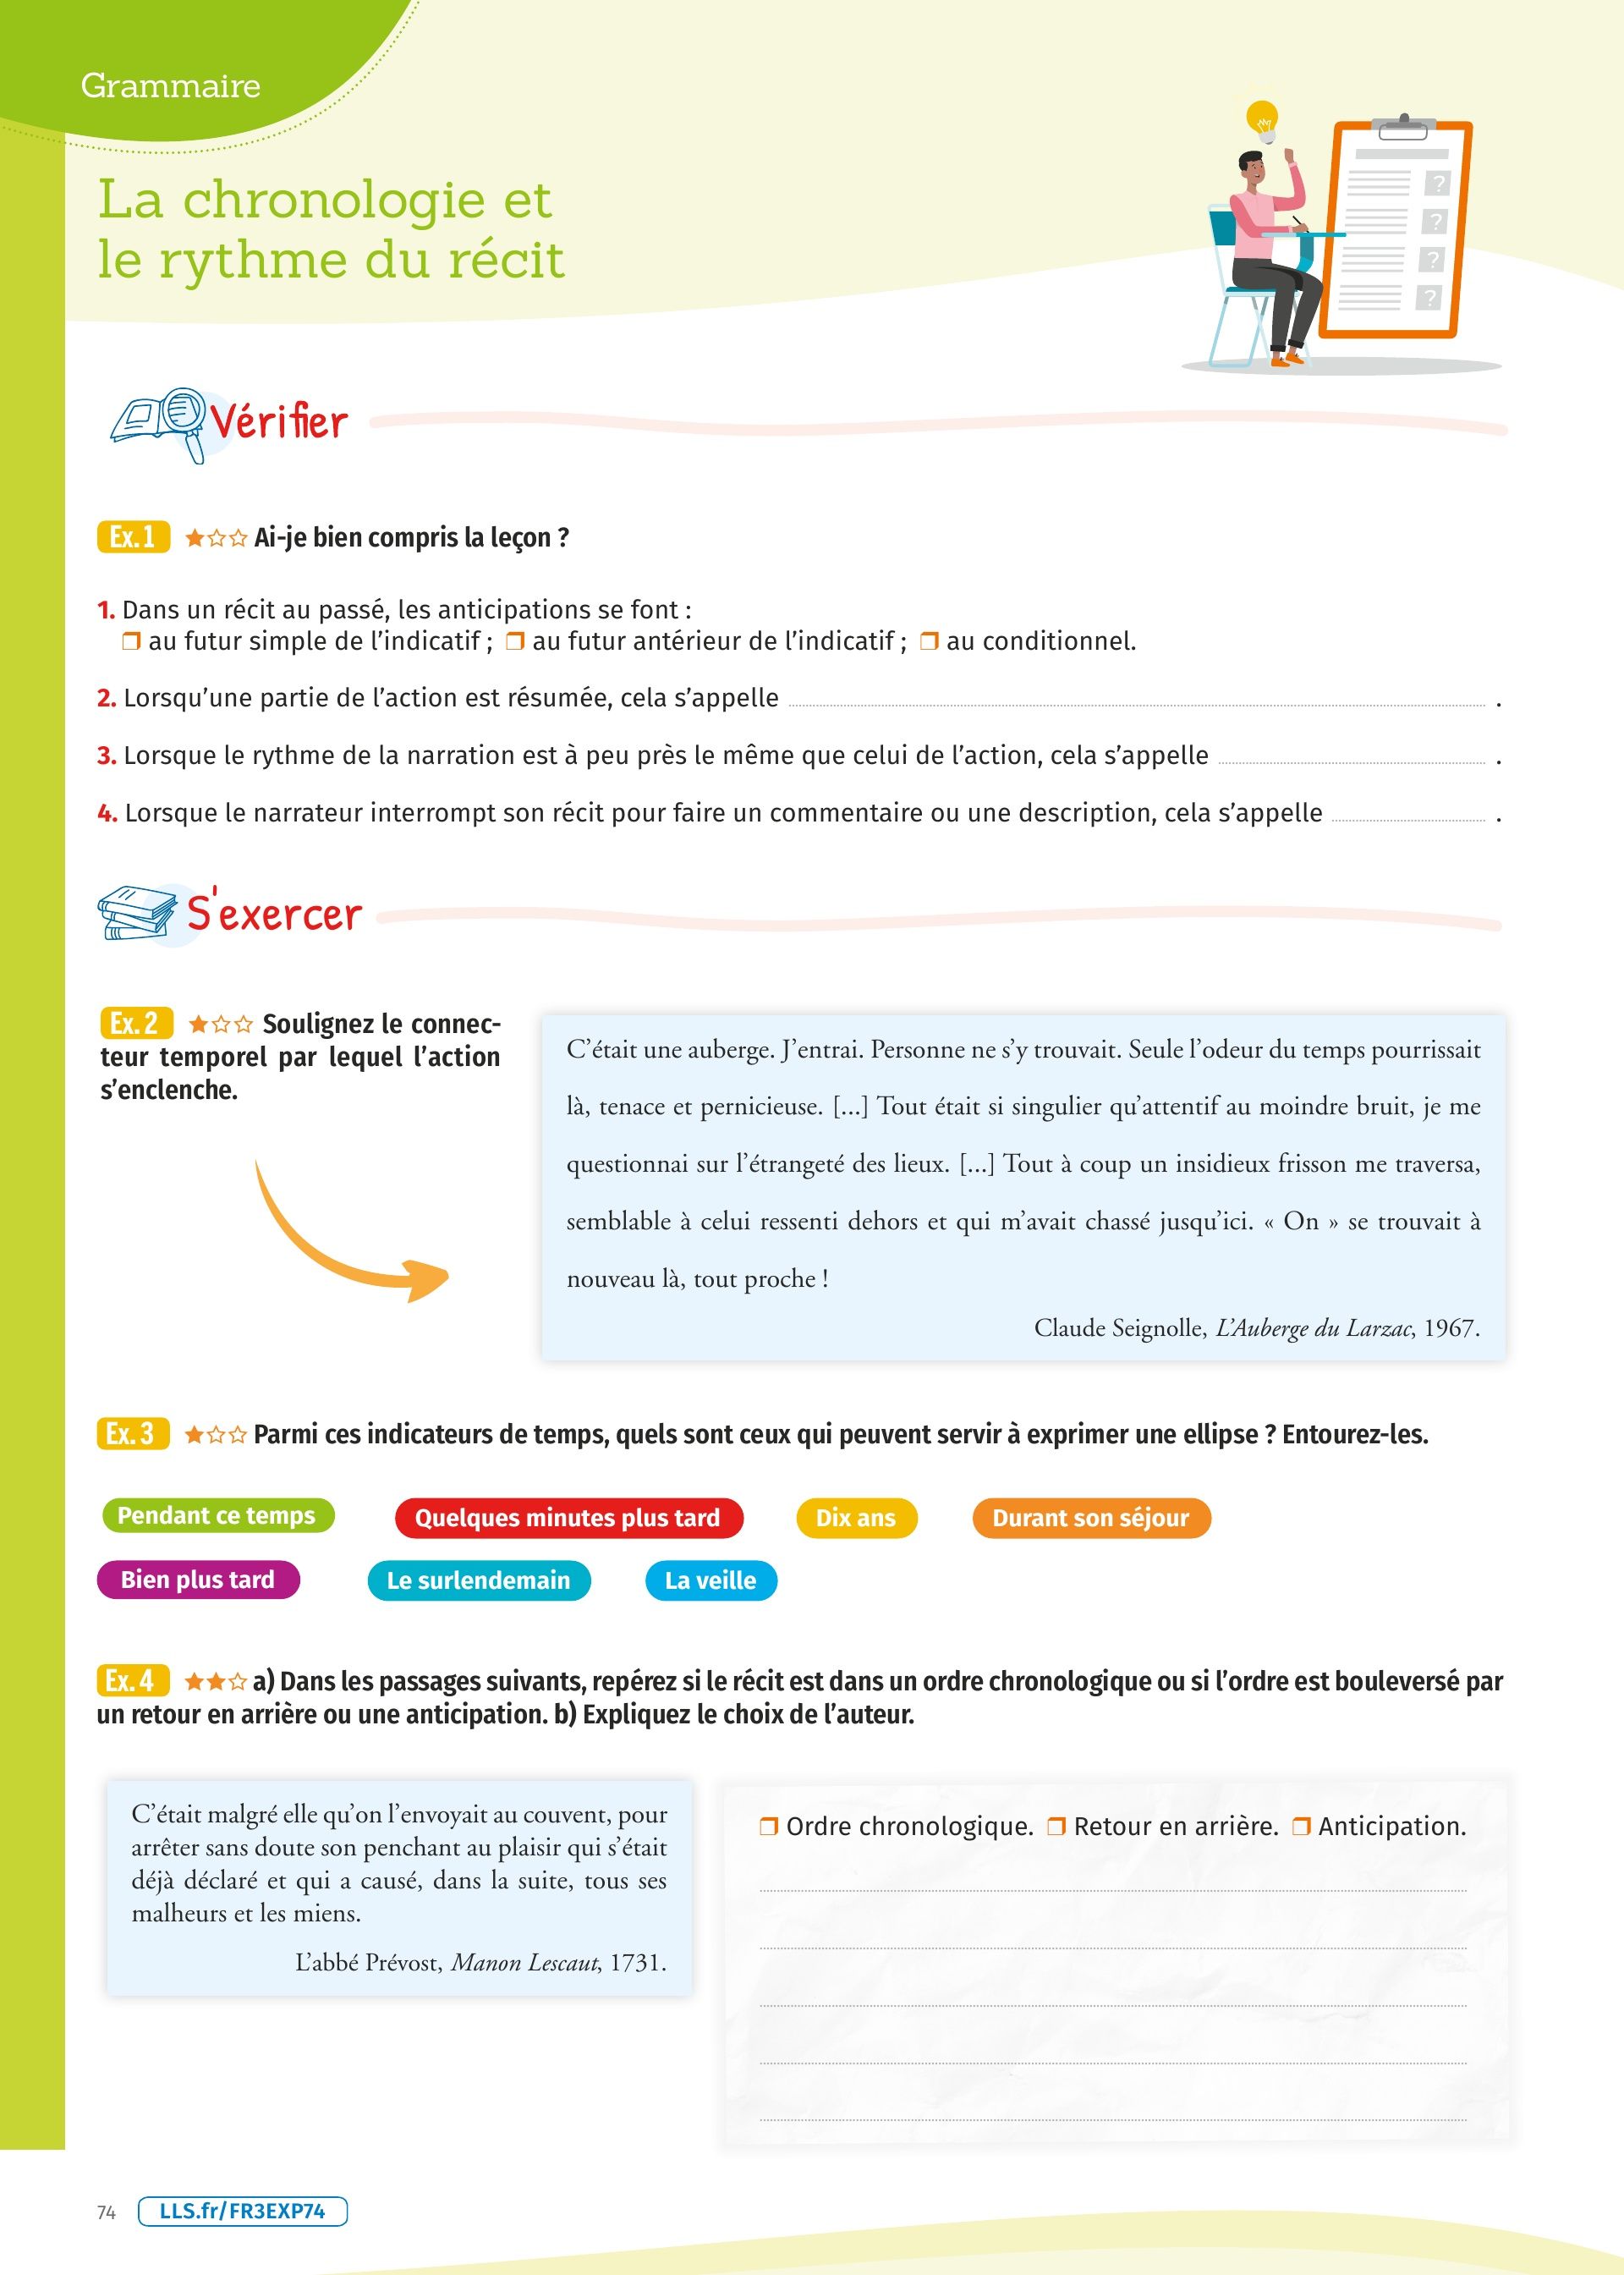 Grammaire
La chronologie et
le rythme du récit
Vérifier
Ex. 1 ★☆☆ Ai-je bien compris la leçon ?
1. Dans un récit au passé, les anticipations se font :
❒ au futur simple de l’indicatif ; ❒ au futur antérieur de l’indicatif ; ❒ au conditionnel.
2. Lorsqu’une partie de l’action est résumée, cela s’appelle .
3. Lorsque le rythme de la narration est à peu près le même que celui de l’action, cela s’appelle .
4. Lorsque le narrateur interrompt son récit pour faire un commentaire ou une description, cela s’appelle .
S'exercer
Ex. 2 ★☆☆ Soulignez le connec-
teur temporel par lequel l’action
s’enclenche.
C’était une auberge. J’entrai. Personne ne s’y trouvait. Seule l’odeur du temps pourrissait
là, tenace et pernicieuse. [...] Tout était si singulier qu’attentif au moindre bruit, je me
questionnai sur l’étrangeté des lieux. [...] Tout à coup un insidieux frisson me traversa,
semblable à celui ressenti dehors et qui m’avait chassé jusqu’ici. « On » se trouvait à
nouveau là, tout proche !
Claude Seignolle, L’Auberge du Larzac, 1967.
Ex. 3 ★☆☆ Parmi ces indicateurs de temps, quels sont ceux qui peuvent servir à exprimer une ellipse ? Entourez-les.
Pendant ce temps Quelques minutes plus tard Dix ans Durant son séjour
Bien plus tard Le surlendemain La veille
Ex. 4 ★★☆ a) Dans les passages suivants, repérez si le récit est dans un ordre chronologique ou si l’ordre est bouleversé par
un retour en arrière ou une anticipation. b) Expliquez le choix de l’auteur.
C’était malgré elle qu’on l’envoyait au couvent, pour
arrêter sans doute son penchant au plaisir qui s’était
déjà déclaré et qui a causé, dans la suite, tous ses
malheurs et les miens.
L’abbé Prévost, Manon Lescaut, 1731.
❒ Ordre chronologique. ❒ Retour en arrière. ❒ Anticipation.
74 LLS.fr/FR3EXP74